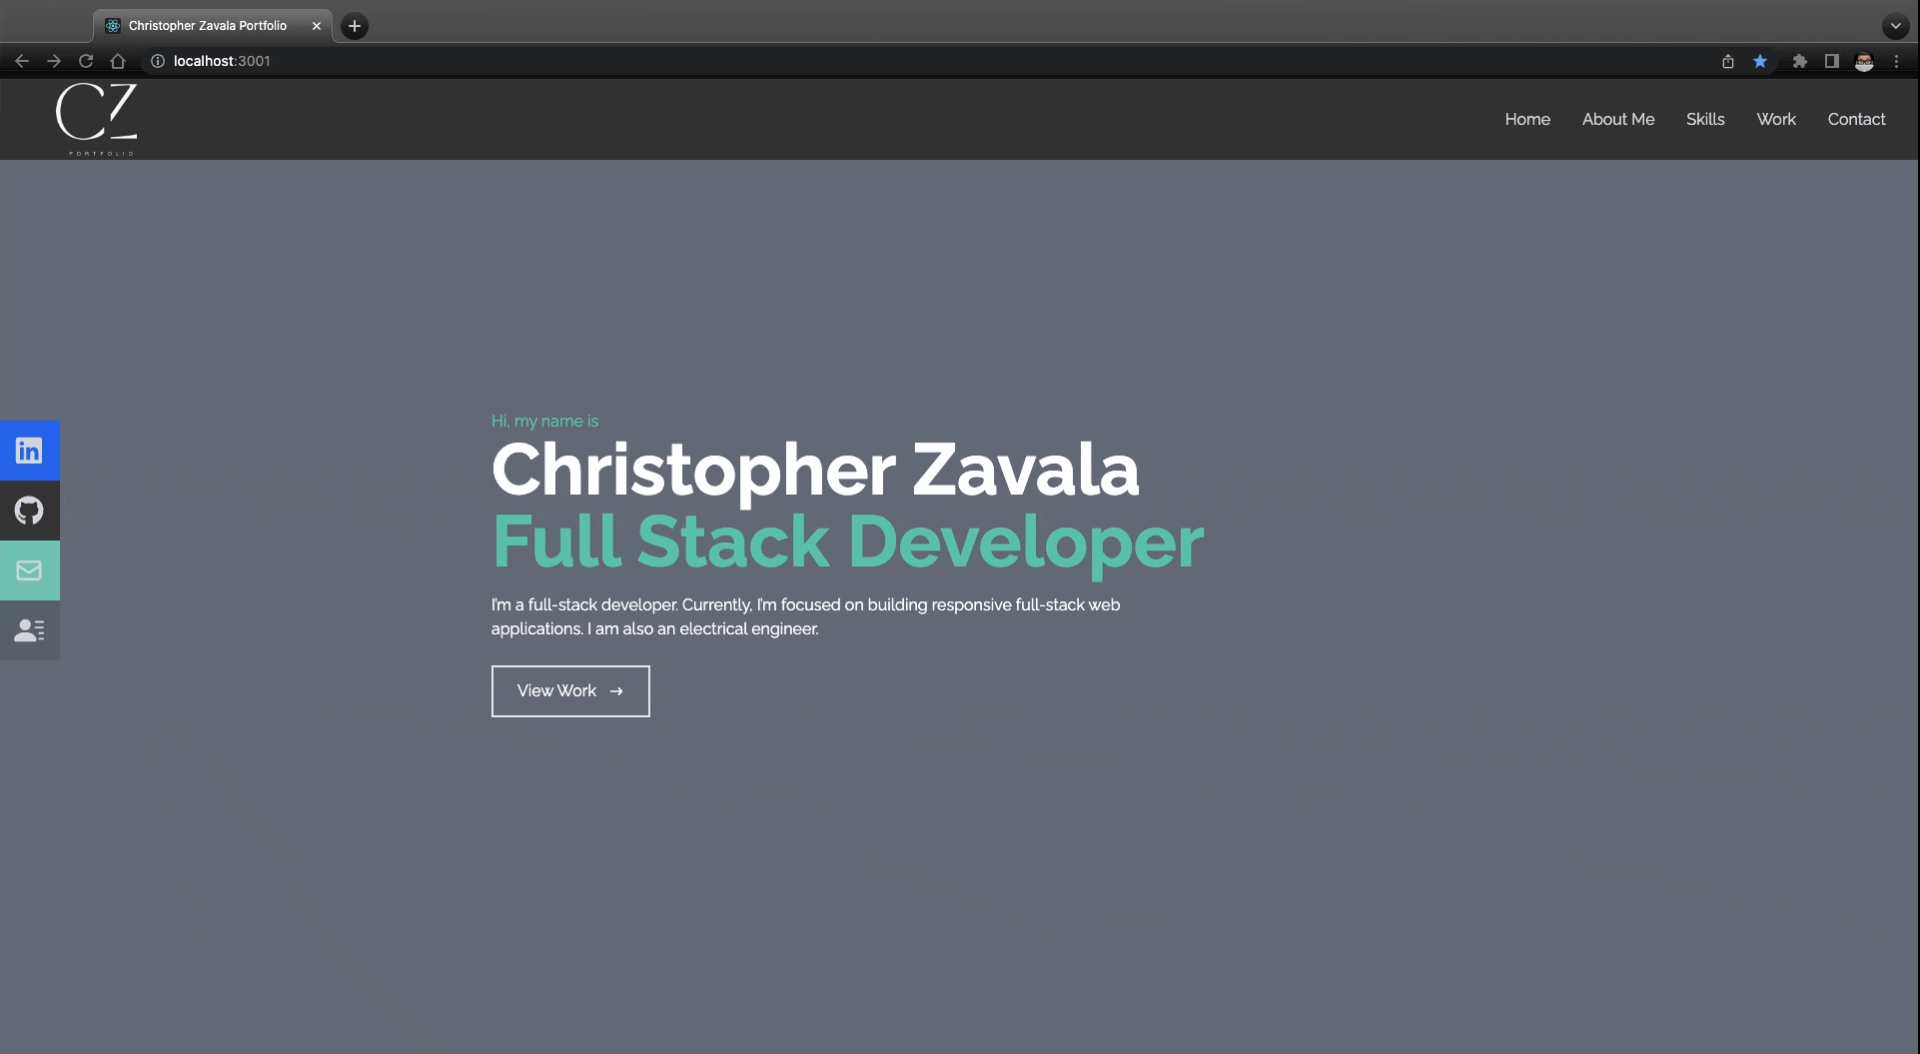 Christopher Zavala Portfolio
localhost:3001
CZ
PORTFOLIO
Home About Me Skills Work Contact
in
Hi, my name is
Christopher Zavala
Full Stack Developer
I'm a full-stack developer. Currently, I'm focused on building responsive full-stack web
applications. I am also an electrical engineer.
View Work →